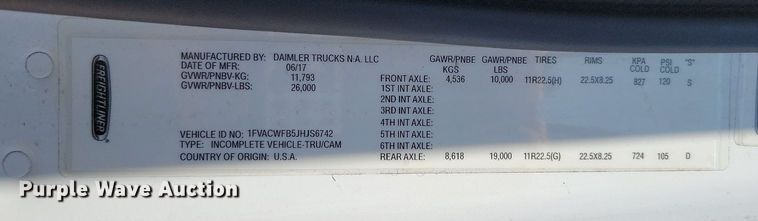 FREIGHTLINER
MANUFACTURED BY: DAIMLER TRUCKS N.A. LLC
DATE OF MFR: 06/17
GVWR/PNBV-KG: 11,793
GVWR/PNBV-LBS: 26,000
VEHICLE ID NO: 1FVACWFB5JHJS6742
TYPE: INCOMPLETE VEHICLE-TRU/CAM
COUNTRY OF ORIGIN: U.S.A.
GAWR/PNBE KGS GAWR/PNBE LBS TIRES RIMS KPA COLD PSI COLD "S"
FRONT AXLE: 4,536 10,000 11R22.5(H) 22.5X8.25 827 120 S
1ST INT AXLE:
2ND INT AXLE:
3RD INT AXLE:
4TH INT AXLE:
5TH INT AXLE:
6TH INT AXLE:
REAR AXLE: 8,618 19,000 11R22.5(G) 22.5X8.25 724 105 D
Purple Wave Auction